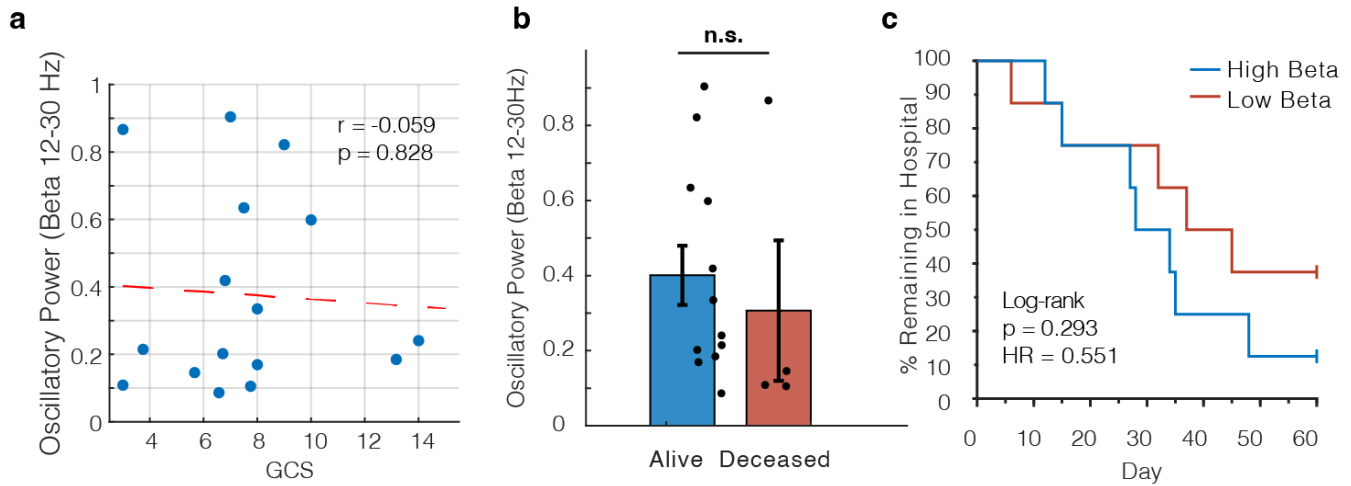 a
Oscillatory Power (Beta 12-30 Hz)
1
0.8
0.6
0.4
0.2
0
r = -0.059
p = 0.828
4 6 8 10 12 14
GCS
b
n.s.
Oscillatory Power (Beta 12-30Hz)
0.8
0.6
0.4
0.2
0
Alive Deceased
c
% Remaining in Hospital
100
90
80
70
50
40
30
20
10
0
High Beta
Low Beta
Log-rank
p = 0.293
HR = 0.551
0 10 20 30 40 50 60
Day